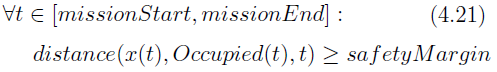 ∀t ∈ [missionStart, missionEnd] : (4.21)
distance(x(t), Occupied(t), t) ≥ safetyMargin